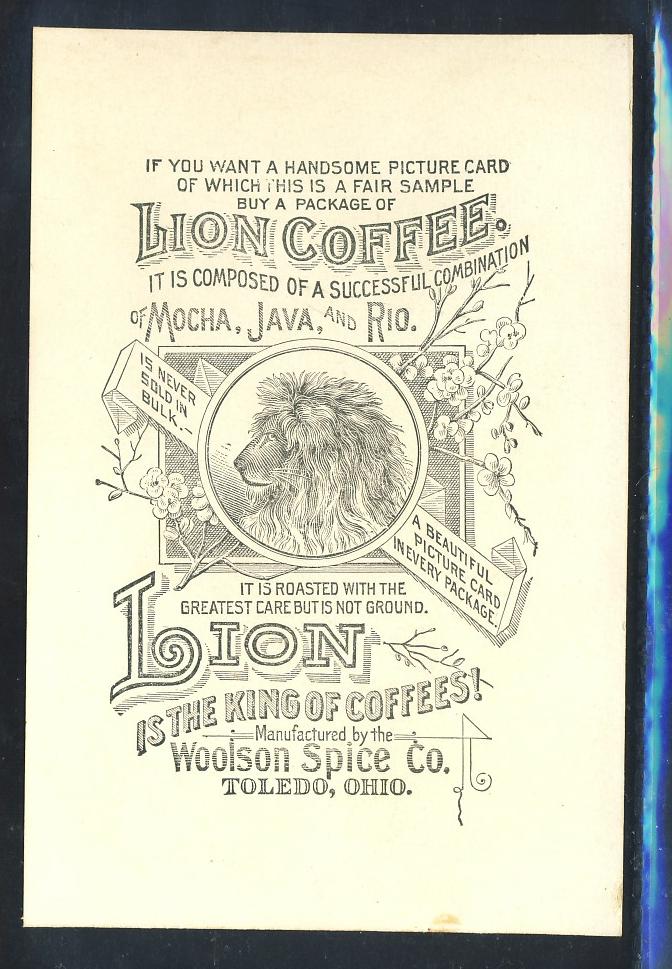 IF YOU WANT A HANDSOME PICTURE CARD
OF WHICH THIS IS A FAIR SAMPLE
BUY A PACKAGE OF
LION COFFEE.
IT IS COMPOSED OF A SUCCESSFUL COMBINATION
OF MOCHA, JAVA, AND RIO.
IS NEVER
SOLD IN
BULK.-
A BEAUTIFUL
PICTURE CARD
IN EVERY PACKAGE.
IT IS ROASTED WITH THE
GREATEST CARE BUT IS NOT GROUND.
LION
IS THE KING OF COFFEES!
Manufactured by the
Woolson Spice Co.
TOLEDO, OHIO.